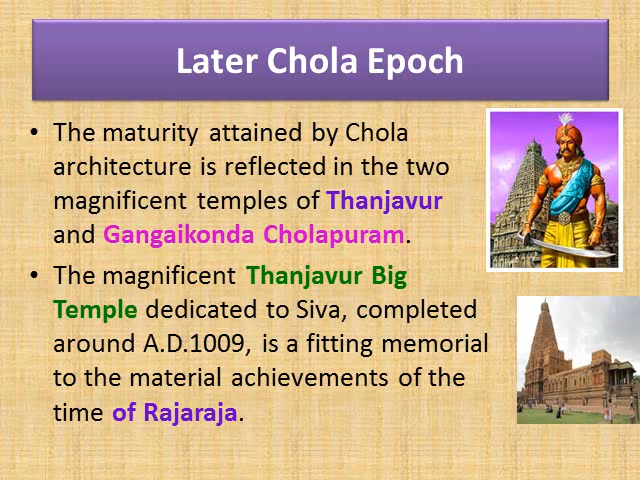 Later Chola Epoch
• The maturity attained by Chola
architecture is reflected in the two
magnificent temples of Thanjavur
and Gangaikonda Cholapuram.
• The magnificent Thanjavur Big
Temple dedicated to Siva, completed
around A.D.1009, is a fitting memorial
to the material achievements of the
time of Rajaraja.